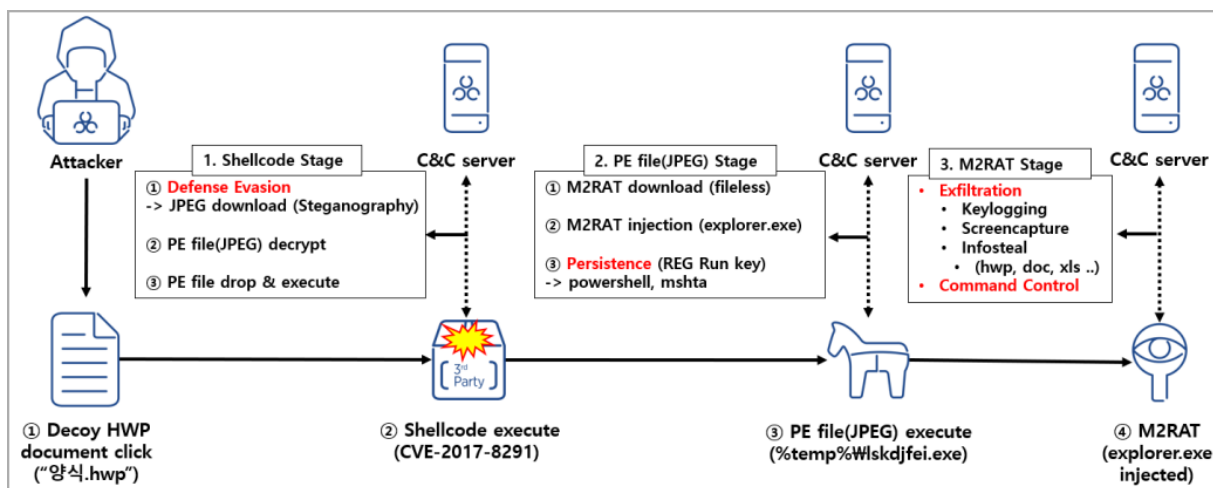 Attacker
1. Shellcode Stage
① Defense Evasion
-> JPEG download (Steganography)
② PE file(JPEG) decrypt
③ PE file drop & execute
C&C server
2. PE file(JPEG) Stage
① M2RAT download (fileless)
② M2RAT injection (explorer.exe)
③ Persistence (REG Run key)
-> powershell, mshta
C&C server
3. M2RAT Stage
• Exfiltration
• Keylogging
• Screencapture
• Infosteal
• (hwp, doc, xls ..)
• Command Control
C&C server
3rd
Party
① Decoy HWP
document click
("양식.hwp")
② Shellcode execute
(CVE-2017-8291)
③ PE file(JPEG) execute
(%temp%₩lskdjfei.exe)
④ M2RAT
(explorer.exe
injected)